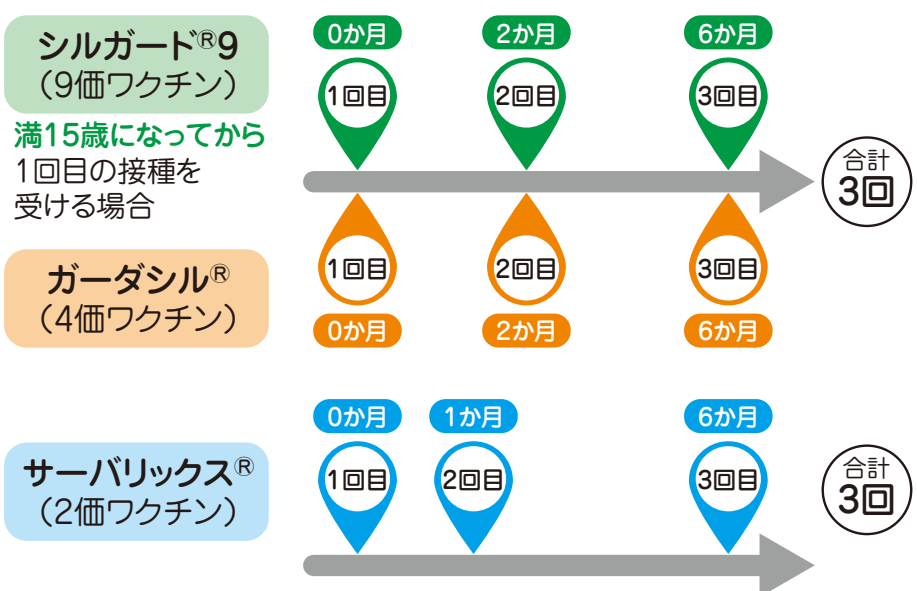 シルガード®9
（9価ワクチン）
満15歳になってから
1回目の接種を
受ける場合
0か月 2か月 6か月
1回目 2回目 3回目
合計
3回
ガーダシル®
（4価ワクチン）
1回目 2回目 3回目
0か月 2か月 6か月
サーバリックス®
（2価ワクチン）
0か月 1か月 6か月
1回目 2回目 3回目
合計
3回